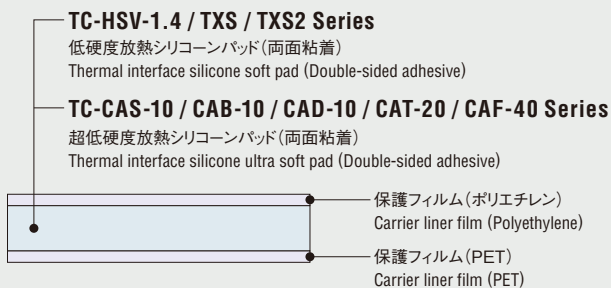 TC-HSV-1.4 / TXS / TXS2 Series
低硬度放熱シリコーンパッド（両面粘着）
Thermal interface silicone soft pad (Double-sided adhesive)
TC-CAS-10 / CAB-10 / CAD-10 / CAT-20 / CAF-40 Series
超低硬度放熱シリコーンパッド（両面粘着）
Thermal interface silicone ultra soft pad (Double-sided adhesive)
保護フィルム（ポリエチレン）
Carrier liner film (Polyethylene)
保護フィルム（PET）
Carrier liner film (PET)